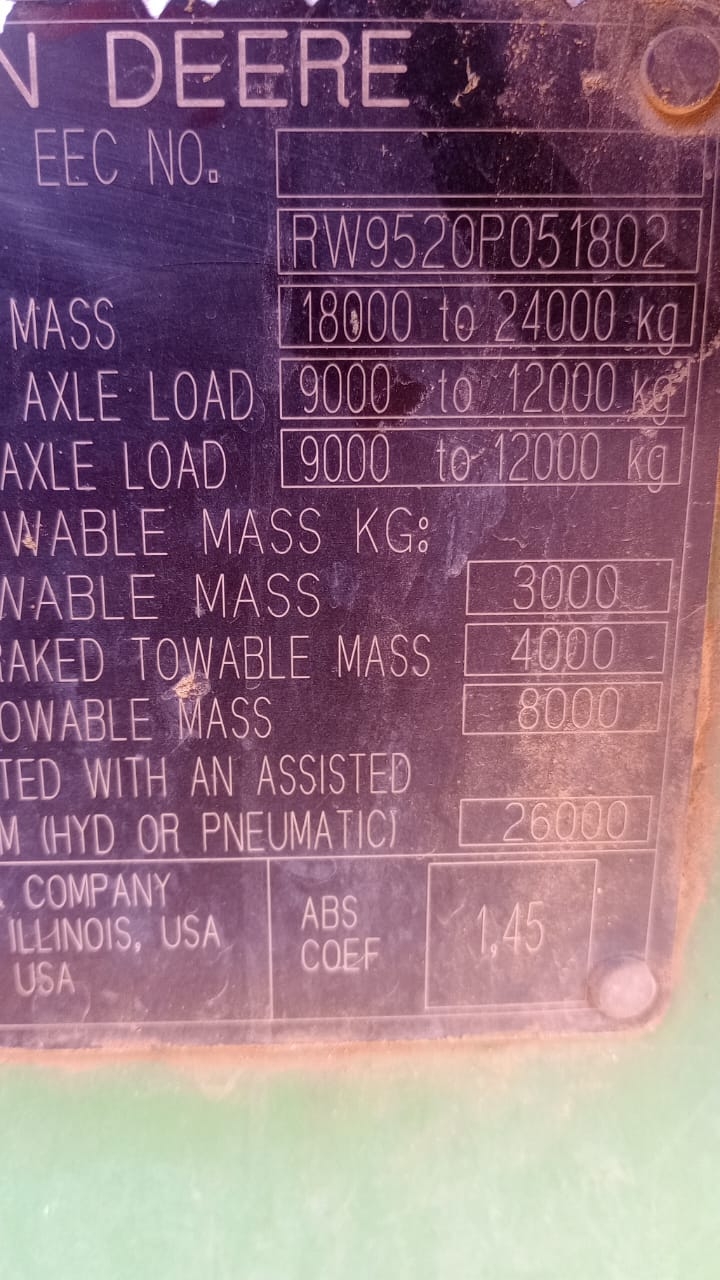 N DEERE
EEC NO.
RW9520P051802
MASS 18000 to 24000 kg
AXLE LOAD 9000 to 12000 kg
AXLE LOAD 9000 to 12000 kg
WABLE MASS KG:
WABLE MASS 3000
RAKED TOWABLE MASS 4000
OWABLE MASS 8000
TED WITH AN ASSISTED
M (HYD OR PNEUMATIC) 26000
COMPANY
ILLINOIS, USA
USA
ABS
COEF
1,45